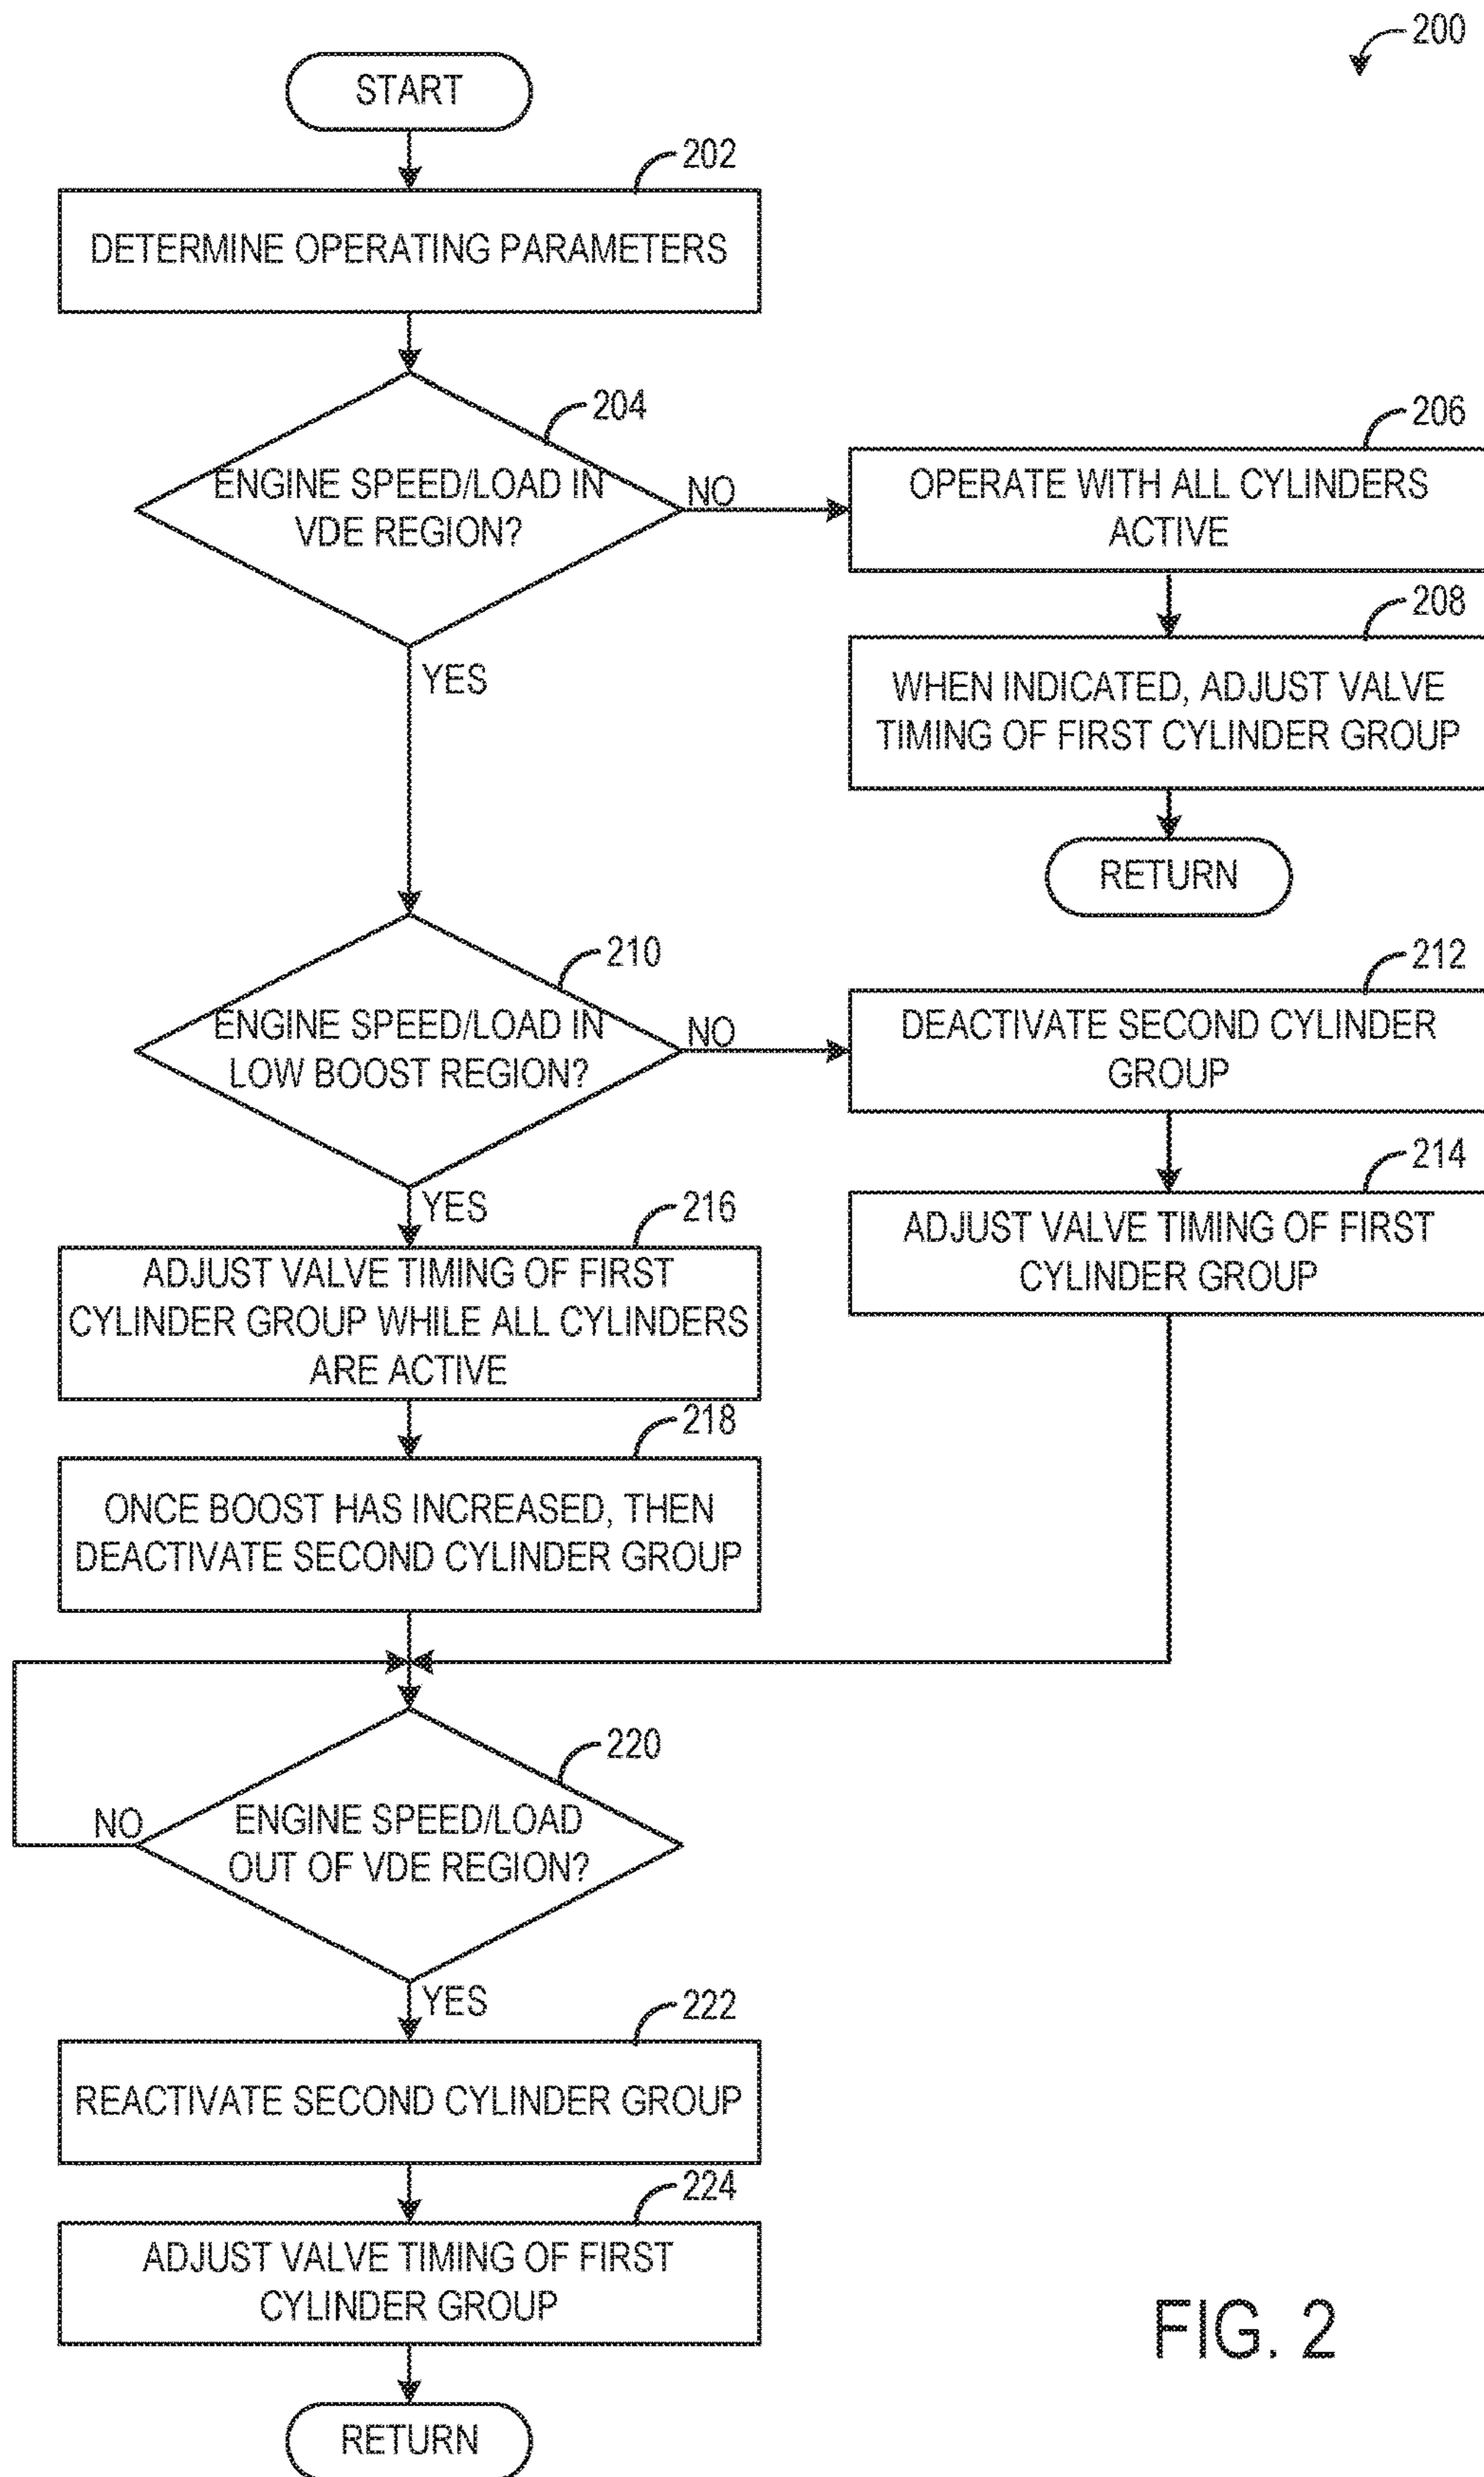 200
START
202
DETERMINE OPERATING PARAMETERS
204
ENGINE SPEED/LOAD IN
VDE REGION?
NO
YES
206
OPERATE WITH ALL CYLINDERS
ACTIVE
208
WHEN INDICATED, ADJUST VALVE
TIMING OF FIRST CYLINDER GROUP
RETURN
210
ENGINE SPEED/LOAD IN
LOW BOOST REGION?
NO
YES
212
DEACTIVATE SECOND CYLINDER
GROUP
214
ADJUST VALVE TIMING OF FIRST
CYLINDER GROUP
216
ADJUST VALVE TIMING OF FIRST
CYLINDER GROUP WHILE ALL CYLINDERS
ARE ACTIVE
218
ONCE BOOST HAS INCREASED, THEN
DEACTIVATE SECOND CYLINDER GROUP
220
ENGINE SPEED/LOAD
OUT OF VDE REGION?
NO
YES
222
REACTIVATE SECOND CYLINDER GROUP
224
ADJUST VALVE TIMING OF FIRST
CYLINDER GROUP
RETURN
FIG. 2